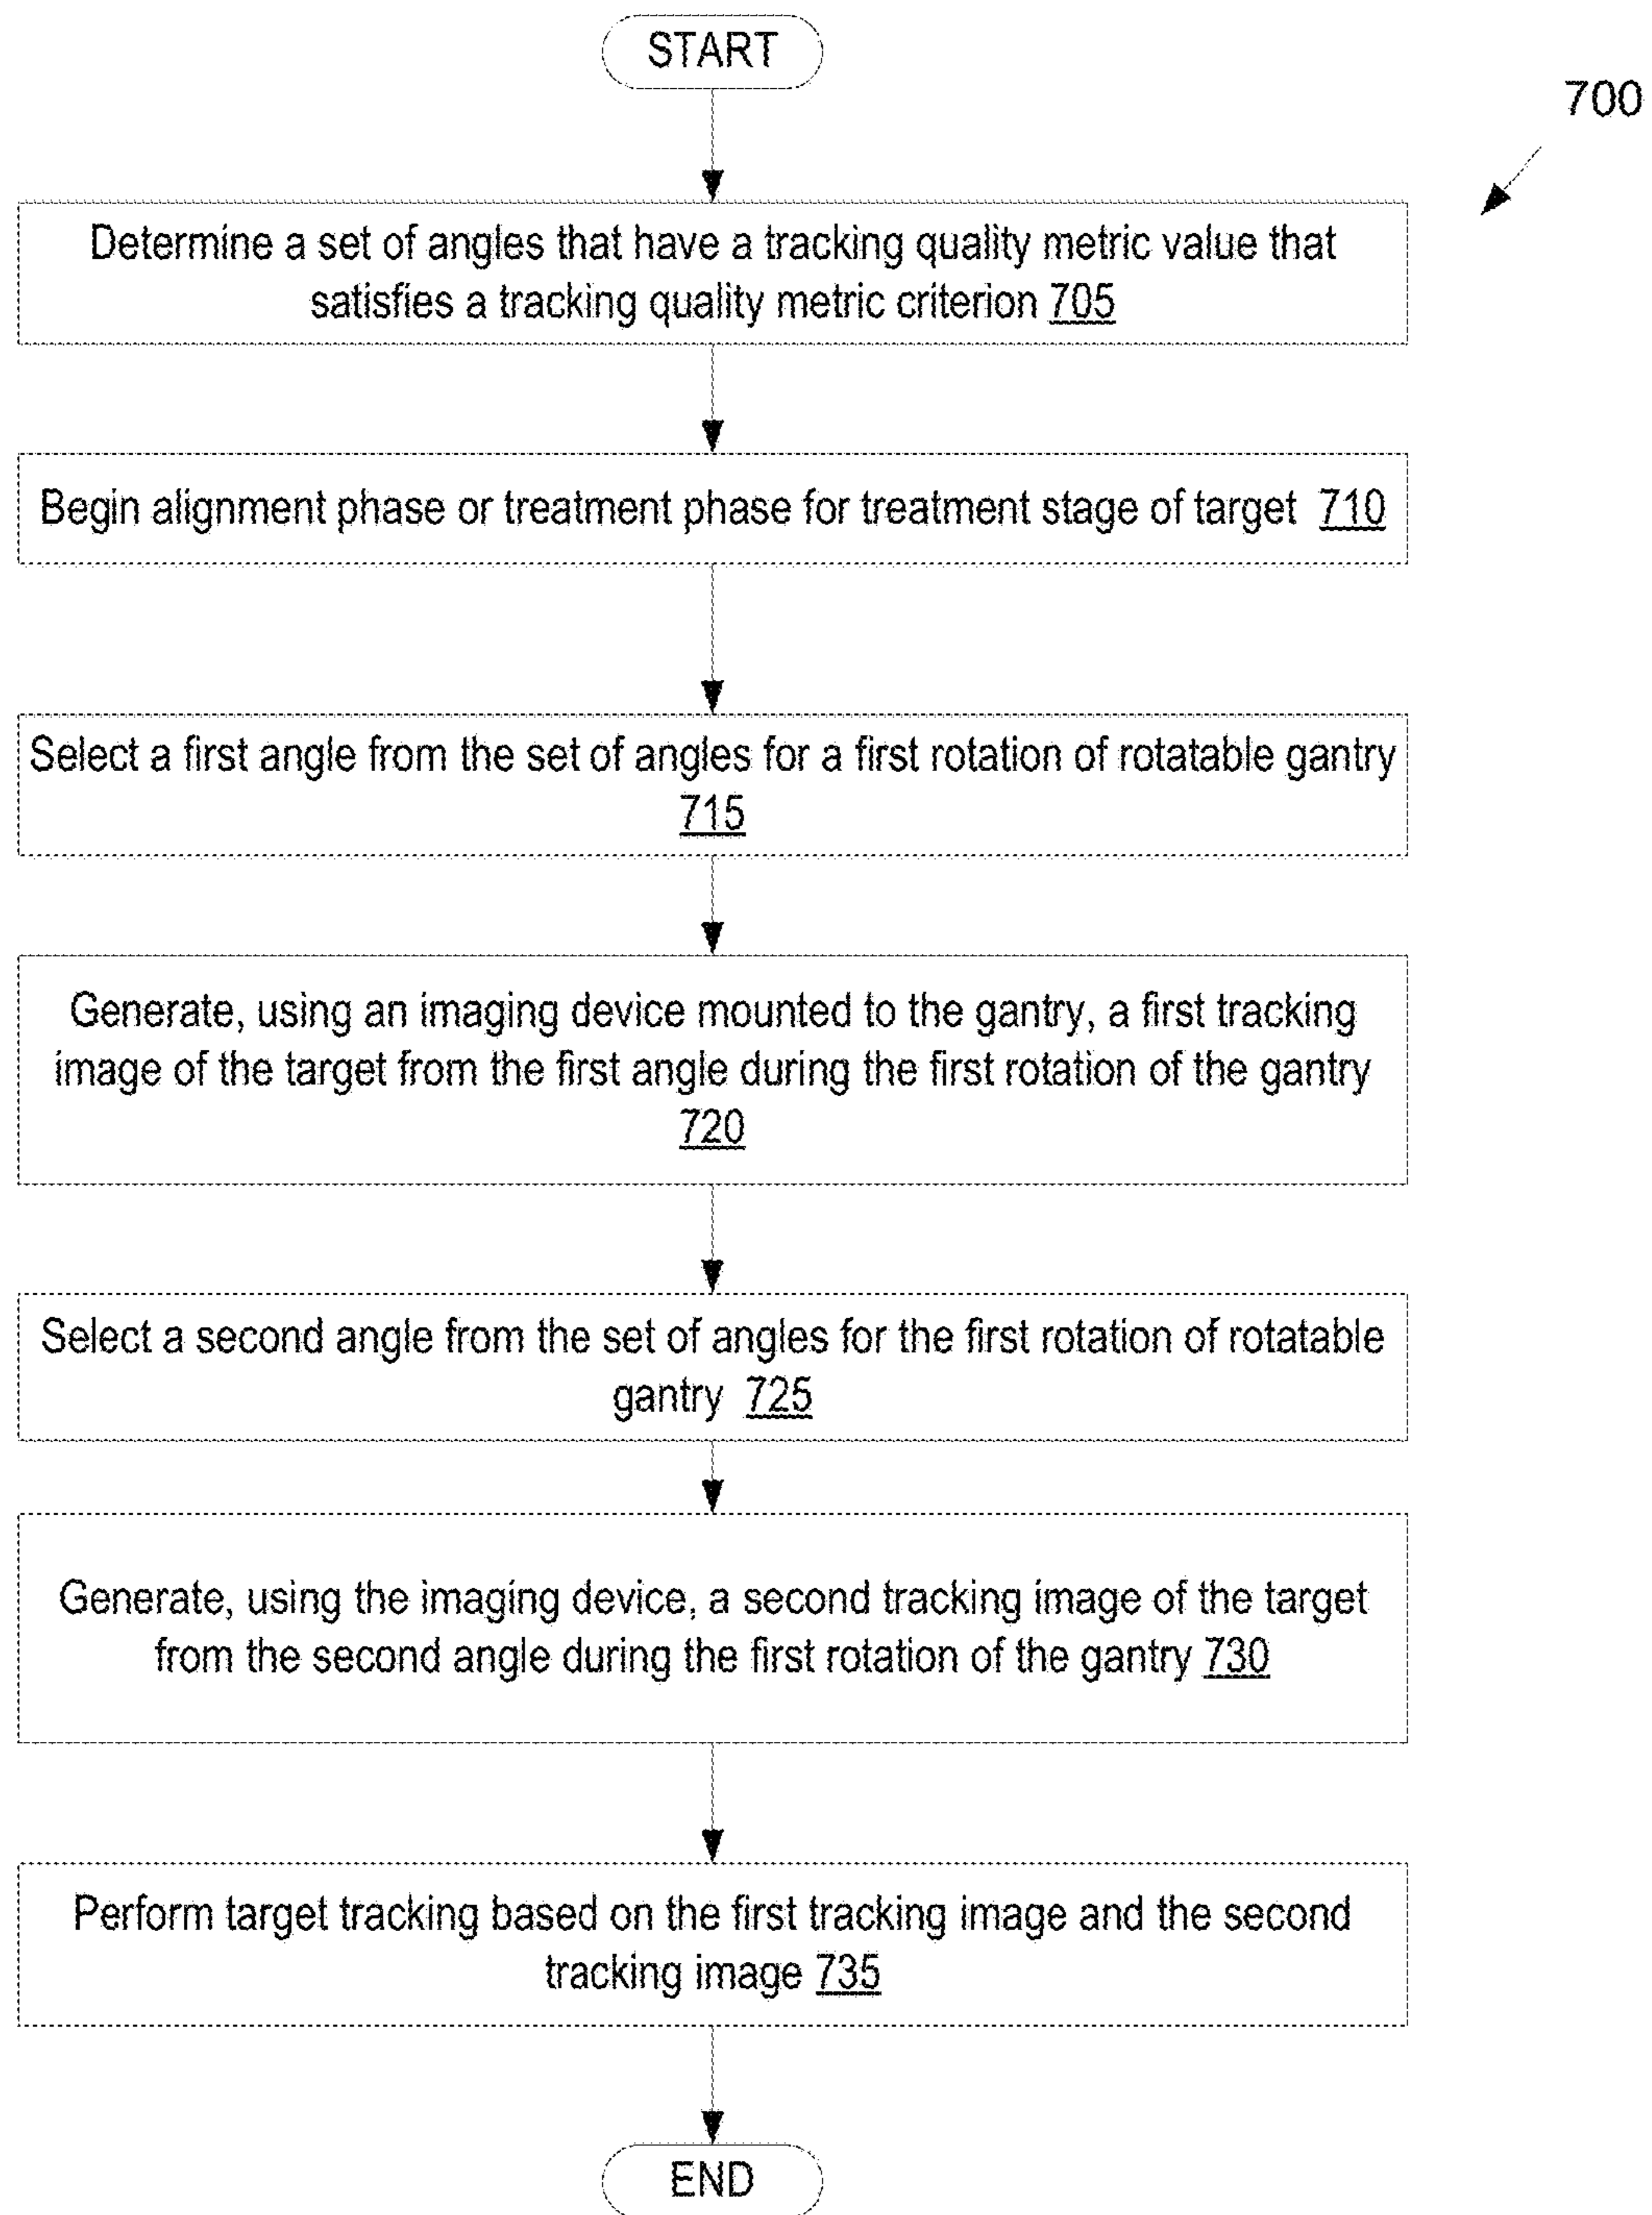 START
700
Determine a set of angles that have a tracking quality metric value that
satisfies a tracking quality metric criterion 705
Begin alignment phase or treatment phase for treatment stage of target 710
Select a first angle from the set of angles for a first rotation of rotatable gantry
715
Generate, using an imaging device mounted to the gantry, a first tracking
image of the target from the first angle during the first rotation of the gantry
720
Select a second angle from the set of angles for the first rotation of rotatable
gantry 725
Generate, using the imaging device, a second tracking image of the target
from the second angle during the first rotation of the gantry 730
Perform target tracking based on the first tracking image and the second
tracking image 735
END